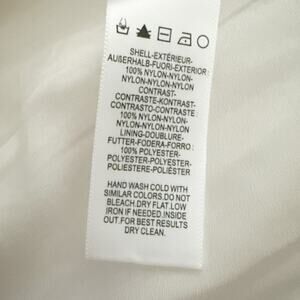 SHELL-EXTÉRIEUR-
AUßERHALB-FUORI-EXTERIOR:
100% NYLON-NYLON-
NYLON-NYLON-NYLON
CONTRAST-
CONTRASTE-KONTRAST-
CONTRASTO-CONTRASTE :
100% NYLON-NYLON-
NYLON-NYLON-NYLON
LINING-DOUBLURE-
FUTTER-FODERA-FORRO :
100% POLYESTER-
POLYESTER-POLYESTER-
POLIESTERE-POLIÉSTER
HAND WASH COLD WITH
SIMILAR COLORS.DO NOT
BLEACH.DRY FLAT.LOW
IRON IF NEEDED.INSIDE
OUT.FOR BEST RESULTS
DRY CLEAN.